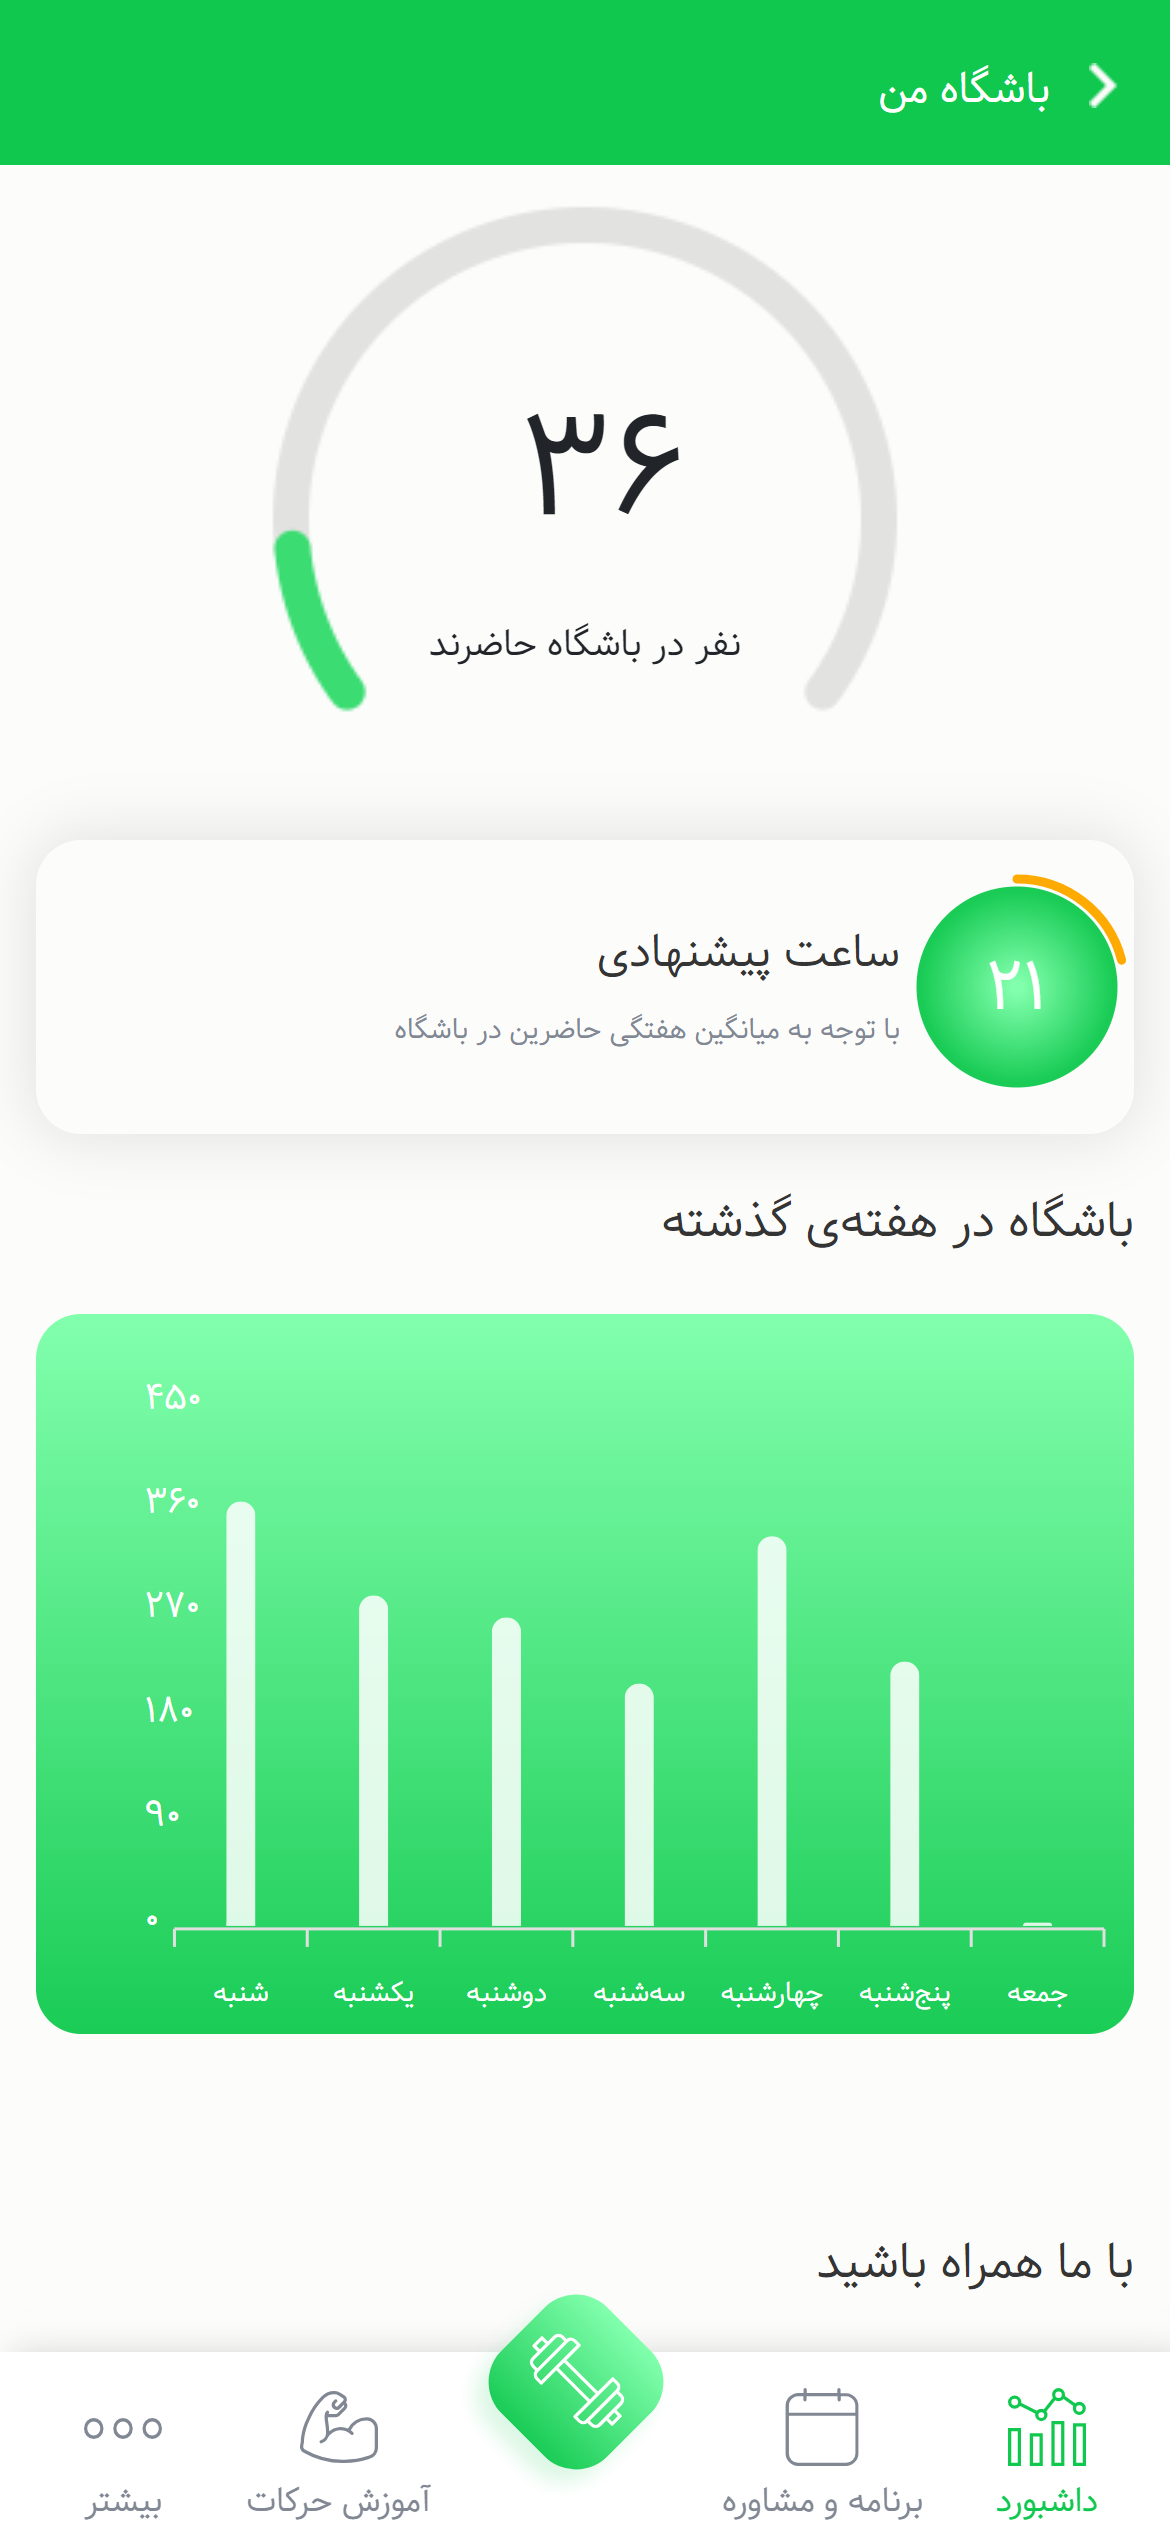 باشگاه من
۳۶
نفر در باشگاه حاضرند
۲۱
ساعت پیشنهادی
با توجه به میانگین هفتگی حاضرین در باشگاه
باشگاه در هفته‌ی گذشته
۴۵۰
۳۶۰
۲۷۰
۱۸۰
۹۰
۰
شنبه یکشنبه دوشنبه سه‌شنبه چهارشنبه پنج‌شنبه جمعه
با ما همراه باشید
داشبورد برنامه و مشاوره آموزش حرکات بیشتر